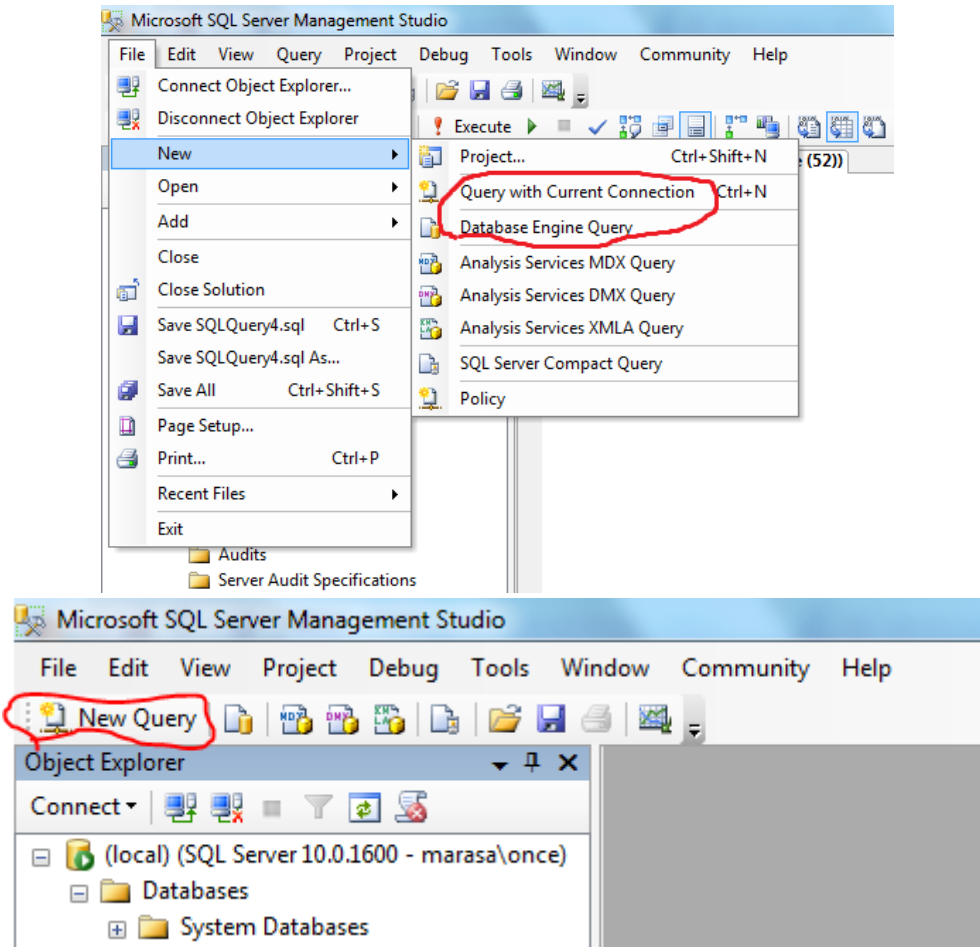 Microsoft SQL Server Management Studio
File Edit View Query Project Debug Tools Window Community Help
Connect Object Explorer...
Disconnect Object Explorer
Execute
New
Project... Ctrl+Shift+N
(52))
Open
Query with Current Connection Ctrl+N
Add
Database Engine Query
Close
Analysis Services MDX Query
Close Solution
Analysis Services DMX Query
Save SQLQuery4.sql Ctrl+S
Analysis Services XMLA Query
Save SQLQuery4.sql As...
SQL Server Compact Query
Save All Ctrl+Shift+S
Policy
Page Setup...
Print... Ctrl+P
Recent Files
Exit
Audits
Server Audit Specifications
Microsoft SQL Server Management Studio
File Edit View Project Debug Tools Window Community Help
New Query
Object Explorer
Connect
(local) (SQL Server 10.0.1600 - marasa\once)
Databases
System Databases